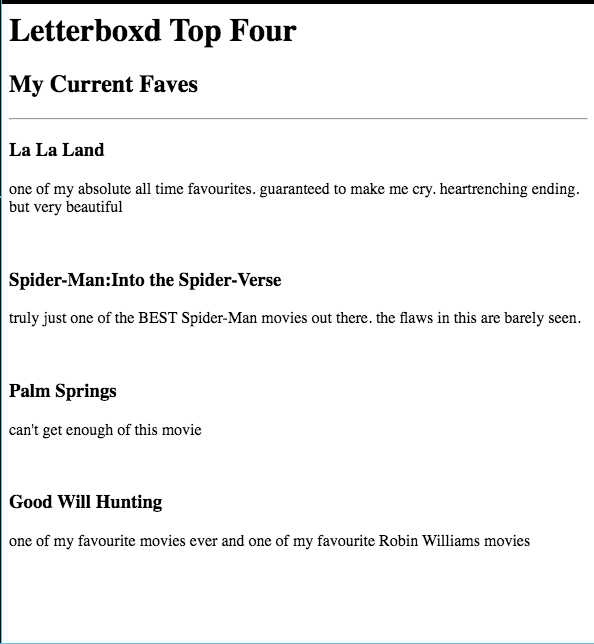 Letterboxd Top Four
My Current Faves
La La Land
one of my absolute all time favourites. guaranteed to make me cry. heartrenching ending.
but very beautiful
Spider-Man:Into the Spider-Verse
truly just one of the BEST Spider-Man movies out there. the flaws in this are barely seen.
Palm Springs
can't get enough of this movie
Good Will Hunting
one of my favourite movies ever and one of my favourite Robin Williams movies